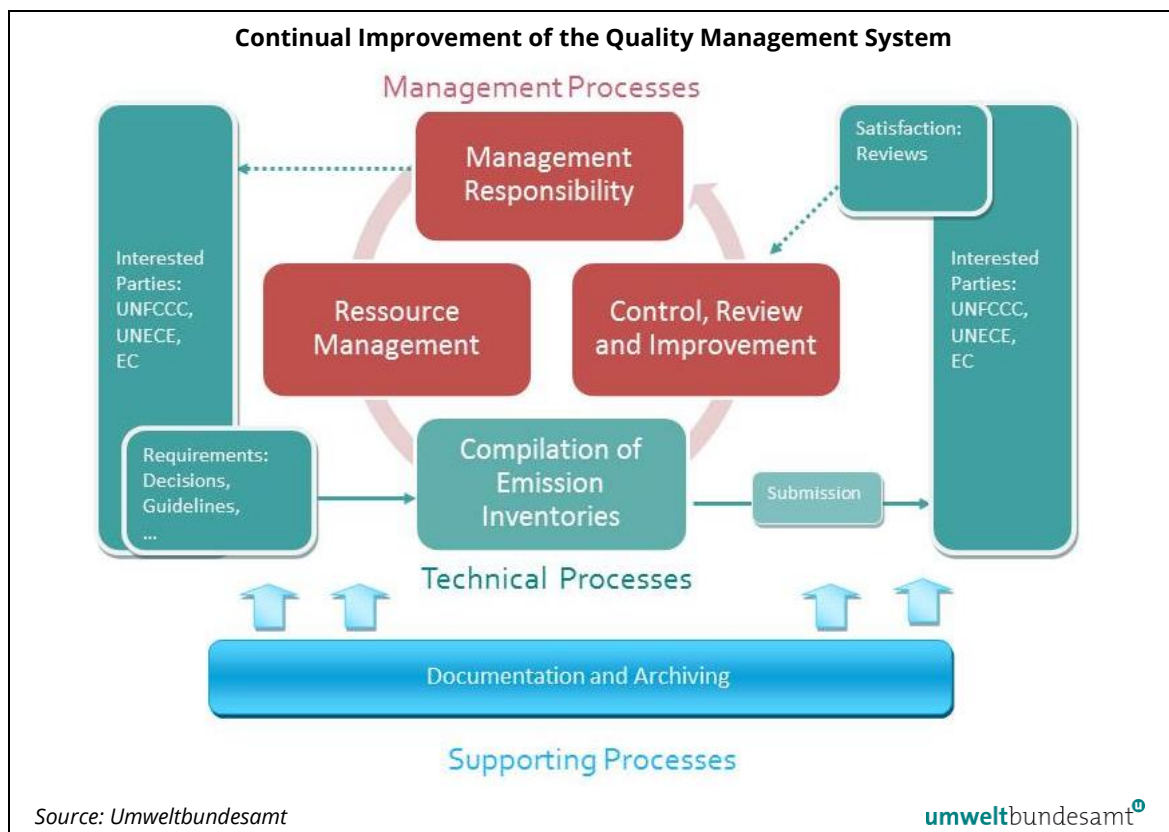 Continual Improvement of the Quality Management System
Management Processes
Management
Responsibility
Satisfaction:
Reviews
Interested
Parties:
UNFCCC,
UNECE,
EC
Ressource
Management
Control, Review
and Improvement
Interested
Parties:
UNFCCC,
UNECE,
EC
Requirements:
Decisions,
Guidelines,
...
Compilation of
Emission
Inventories
Submission
Technical Processes
Documentation and Archiving
Supporting Processes
Source: Umweltbundesamt
umweltbundesamt
u